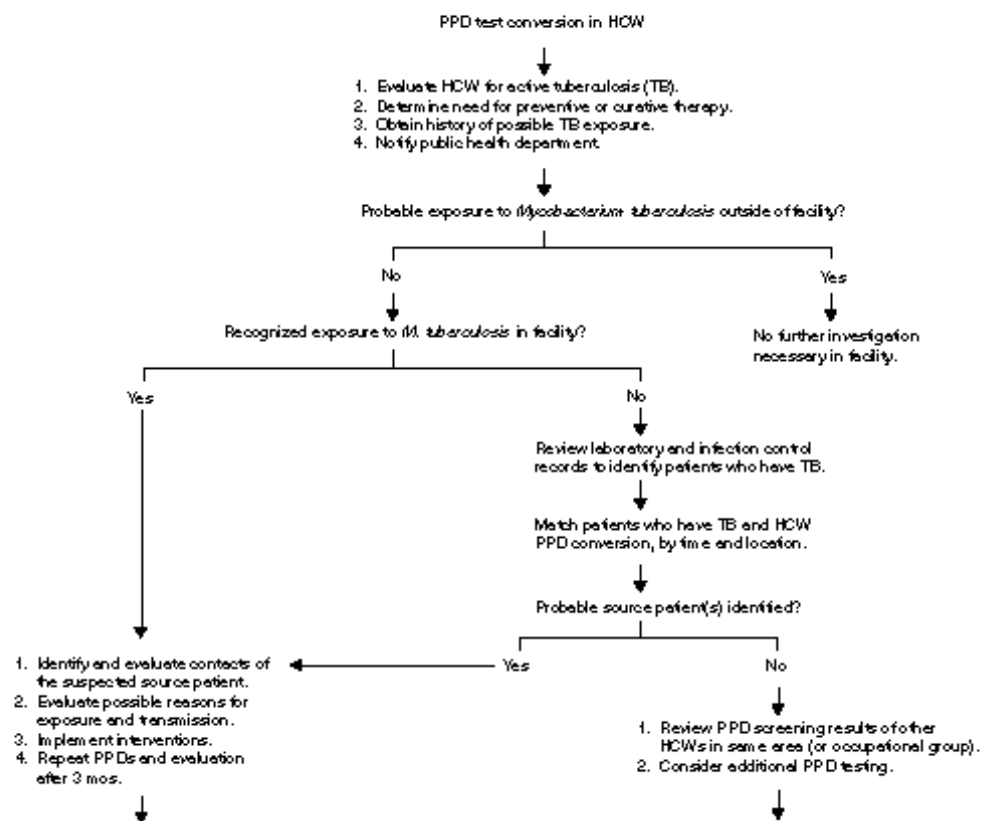 PPD test conversion in HCW
1. Evaluate HCW for active tuberculosis (TB).
2. Determine need for preventive or curative therapy.
3. Obtain history of possible TB exposure.
4. Notify public health department.
Probable exposure to Mycobacterium tuberculosis outside of facility?
No
Yes
Recognized exposure to M. tuberculosis in facility?
No further investigation
necessary in facility.
Yes
No
Review laboratory and infection control
records to identify patients who have TB.
Match patients who have TB and HCW
PPD conversion, by time and location.
Probable source patient(s) identified?
Yes
No
1. Identify and evaluate contacts of
the suspected source patient.
2. Evaluate possible reasons for
exposure and transmission.
3. Implement interventions.
4. Repeat PPDs and evaluation
after 3 mos.
1. Review PPD screening results of other
HCWs in same area (or occupational group).
2. Consider additional PPD testing.